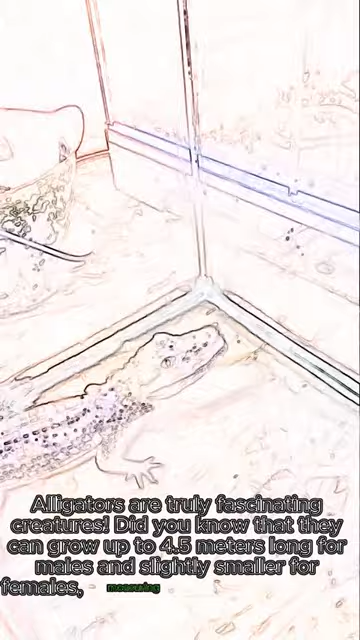 Alligators are truly fascinating
creatures! Did you know that they
can grow up to 4.5 meters long for
males and slightly smaller for
females, measuring